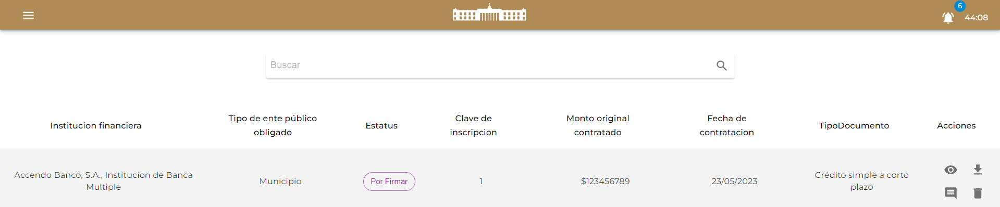 6
44:08
Buscar
Institucion financiera
Tipo de ente público
obligado
Estatus
Clave de
inscripcion
Monto original
contratado
Fecha de
contratacion
TipoDocumento
Acciones
Accendo Banco, S.A., Institucion de Banca
Multiple
Municipio
Por Firmar
1
$123456789
23/05/2023
Crédito simple a corto
plazo